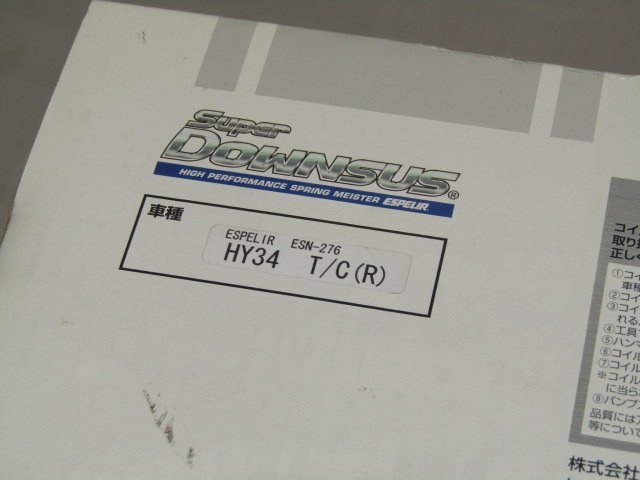 Super
DOWNSUS®
HIGH PERFORMANCE SPRING MEISTER ESPELIR
車種
ESPELIR ESN-276
HY34 T/C(R)
コイ
取り
正しく
①コイ
車種
②コイ
③コイ
れる
④工具
⑤ハンマ
⑥コイル
⑦コイル
※コイル
に当ら
⑧バンプ
品質には
等につい
株式会社